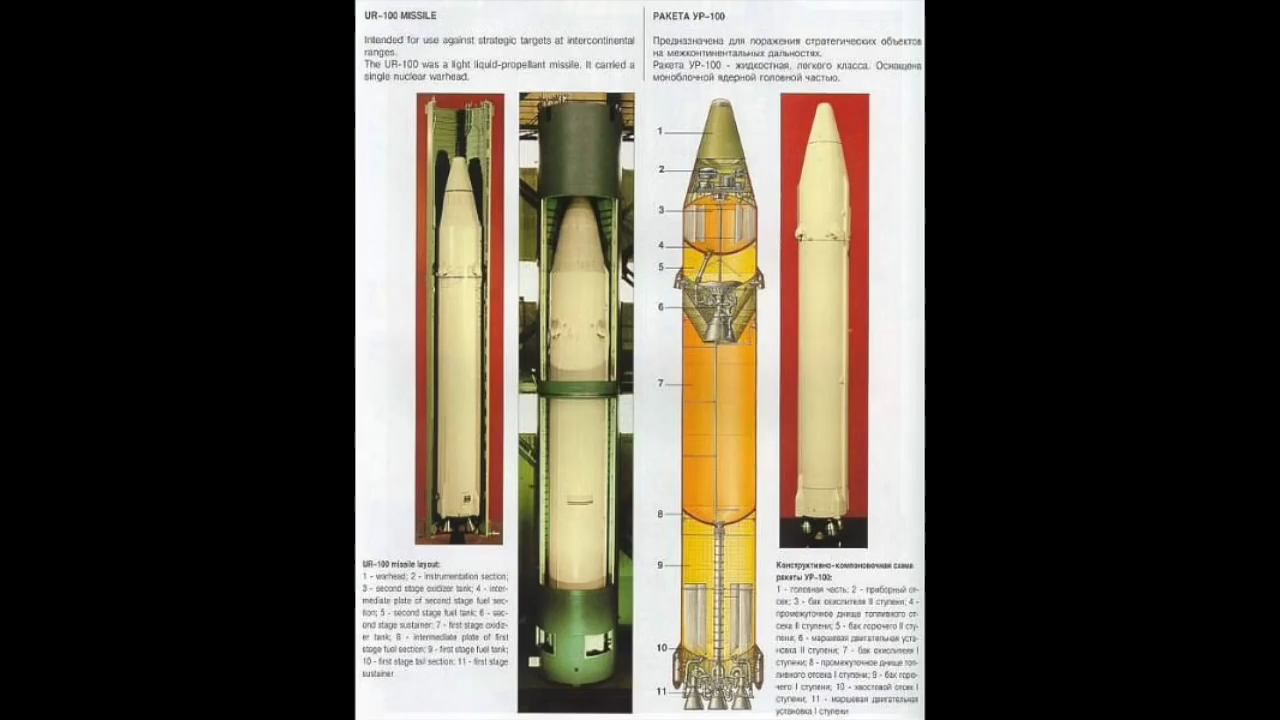 UR-100 MISSILE
Intended for use against strategic targets at intercontinental
ranges.
The UR-100 was a light liquid-propellant missile. It carried a
single nuclear warhead.
РАКЕТА УР-100
Предназначена для поражения стратегических объектов
на межконтинентальных дальностях.
Ракета УР-100 - жидкостная, легкого класса. Оснащена
моноблочной ядерной головной частью.
1
2
3
4
5
6
7
8
9
10
11
UR-100 missile layout:
1 - warhead; 2 - instrumentation section;
3 - second stage oxidizer tank; 4 - inter-
mediate plate of second stage fuel sec-
tion; 5 - second stage fuel tank; 6 - sec-
ond stage sustainer; 7 - first stage oxidiz-
er tank; 8 - intermediate plate of first
stage fuel section; 9 - first stage fuel tank;
10 - first stage tail section; 11 - first stage
sustainer
Конструктивно-компоновочная схема
ракеты УР-100:
1 - головная часть; 2 - приборный от-
сек; 3 - бак окислителя II ступени; 4 -
промежуточное днище топливного от-
сека II ступени; 5 - бак горючего II сту-
пени; 6 - маршевая двигательная уста-
новка II ступени; 7 - бак окислителя I
ступени; 8 - промежуточное днище топ-
ливного отсека I ступени; 9 - бак горю-
чего I ступени; 10 - хвостовой отсек I
ступени; 11 - маршевая двигательная
установка I ступени